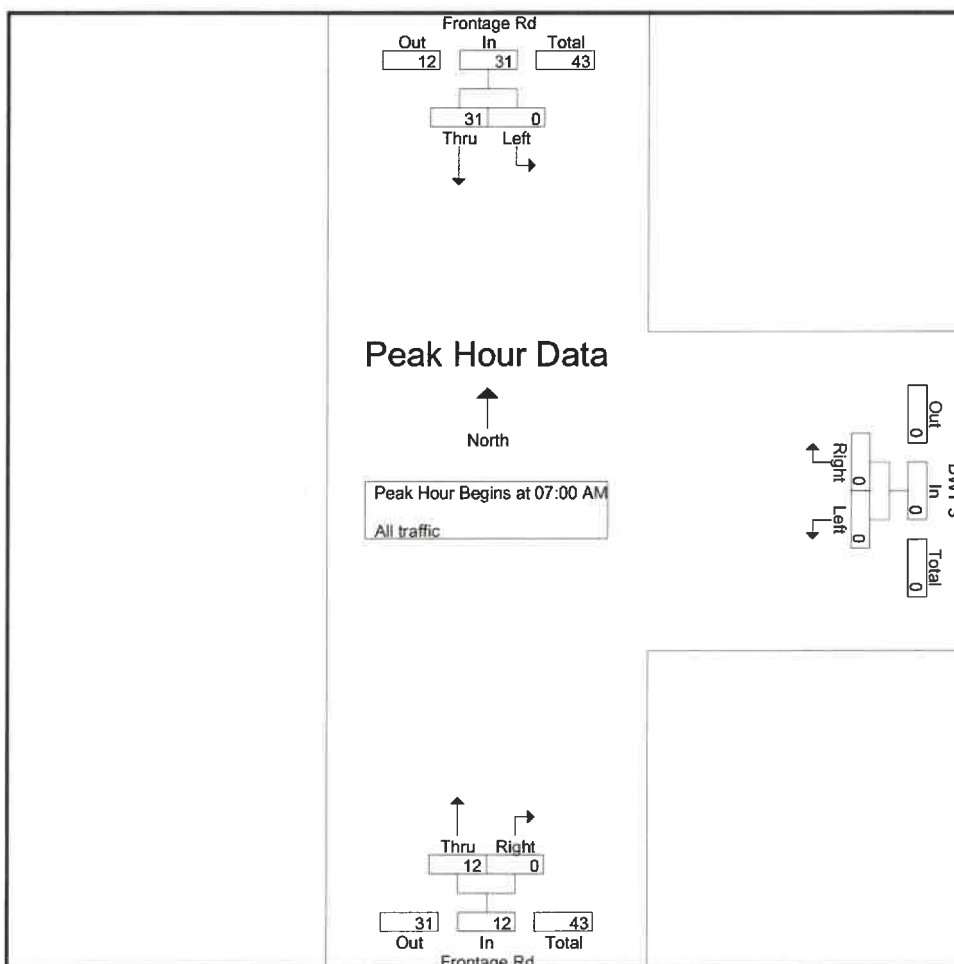 Frontage Rd
Out In Total
12 31 43
31 0
Thru Left
Peak Hour Data
North
Peak Hour Begins at 07:00 AM
All traffic
Out In Total
0 0 0
Right Left
0 0
Thru Right
12 0
31 12 43
Out In Total
Frontage Rd